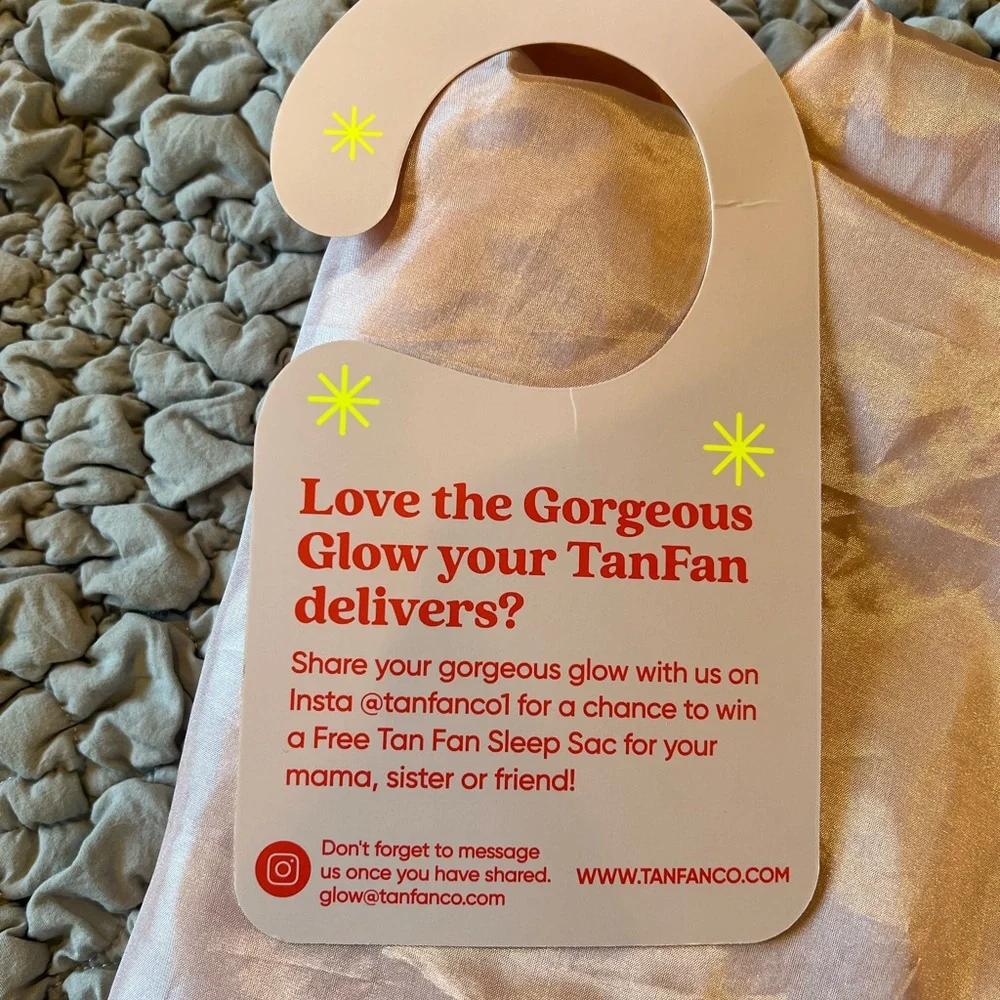 Love the Gorgeous
Glow your TanFan
delivers?
Share your gorgeous glow with us on
Insta @tanfanco1 for a chance to win
a Free Tan Fan Sleep Sac for your
mama, sister or friend!
Don't forget to message
us once you have shared.
glow@tanfanco.com
WWW.TANFANCO.COM